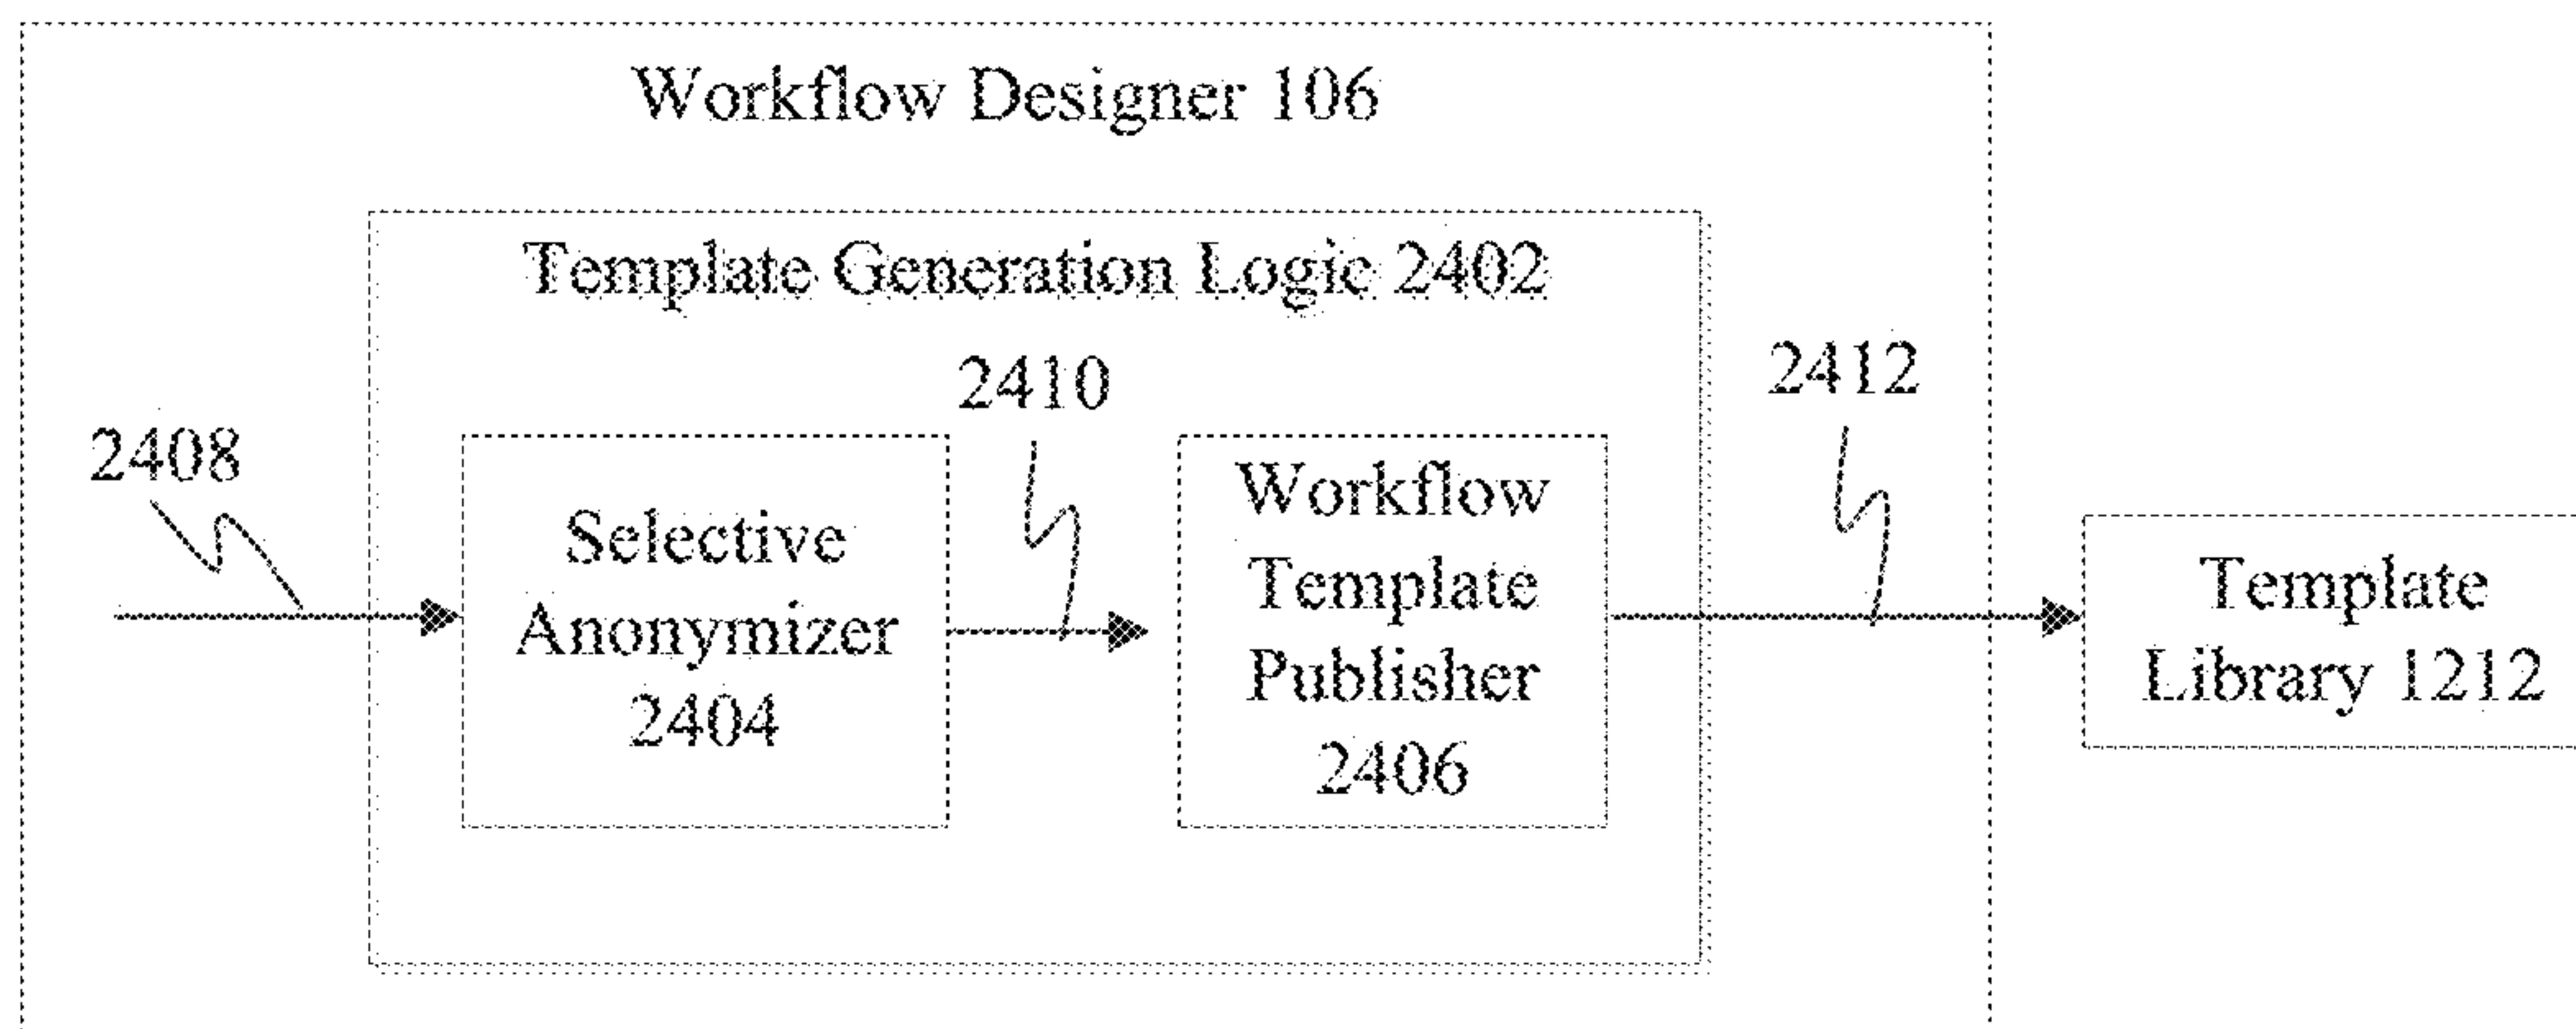 Workflow Designer 106
Template Generation Logic 2402
2410
2412
2408
Selective
Anonymizer
2404
Workflow
Template
Publisher
2406
Template
Library 1212